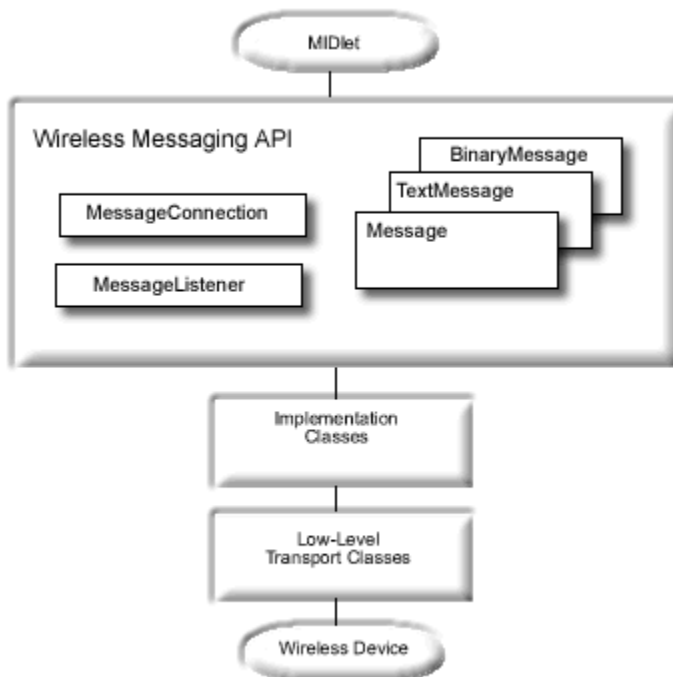 MIDlet
Wireless Messaging API
BinaryMessage
TextMessage
MessageConnection
Message
MessageListener
Implementation
Classes
Low-Level
Transport Classes
Wireless Device